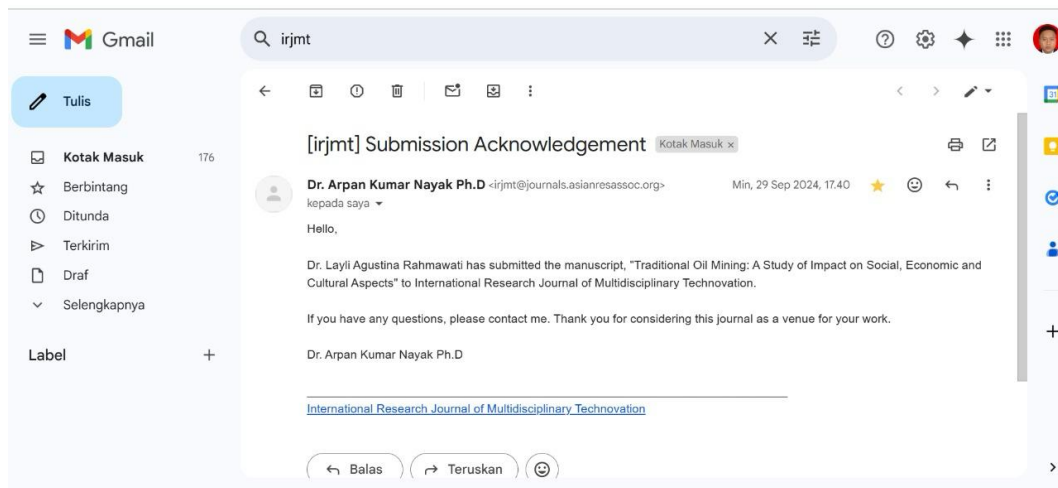 Gmail
irjmt
Tulis
Kotak Masuk 176
Berbintang
Ditunda
Terkirim
Draf
Selengkapnya
Label
[irjmt] Submission Acknowledgement Kotak Masuk ×
Dr. Arpan Kumar Nayak Ph.D <irjmt@journals.asianresassoc.org> Min, 29 Sep 2024, 17.40
kepada saya
Hello,
Dr. Layli Agustina Rahmawati has submitted the manuscript, "Traditional Oil Mining: A Study of Impact on Social, Economic and
Cultural Aspects" to International Research Journal of Multidisciplinary Technovation.
If you have any questions, please contact me. Thank you for considering this journal as a venue for your work.
Dr. Arpan Kumar Nayak Ph.D
International Research Journal of Multidisciplinary Technovation
Balas Teruskan
31